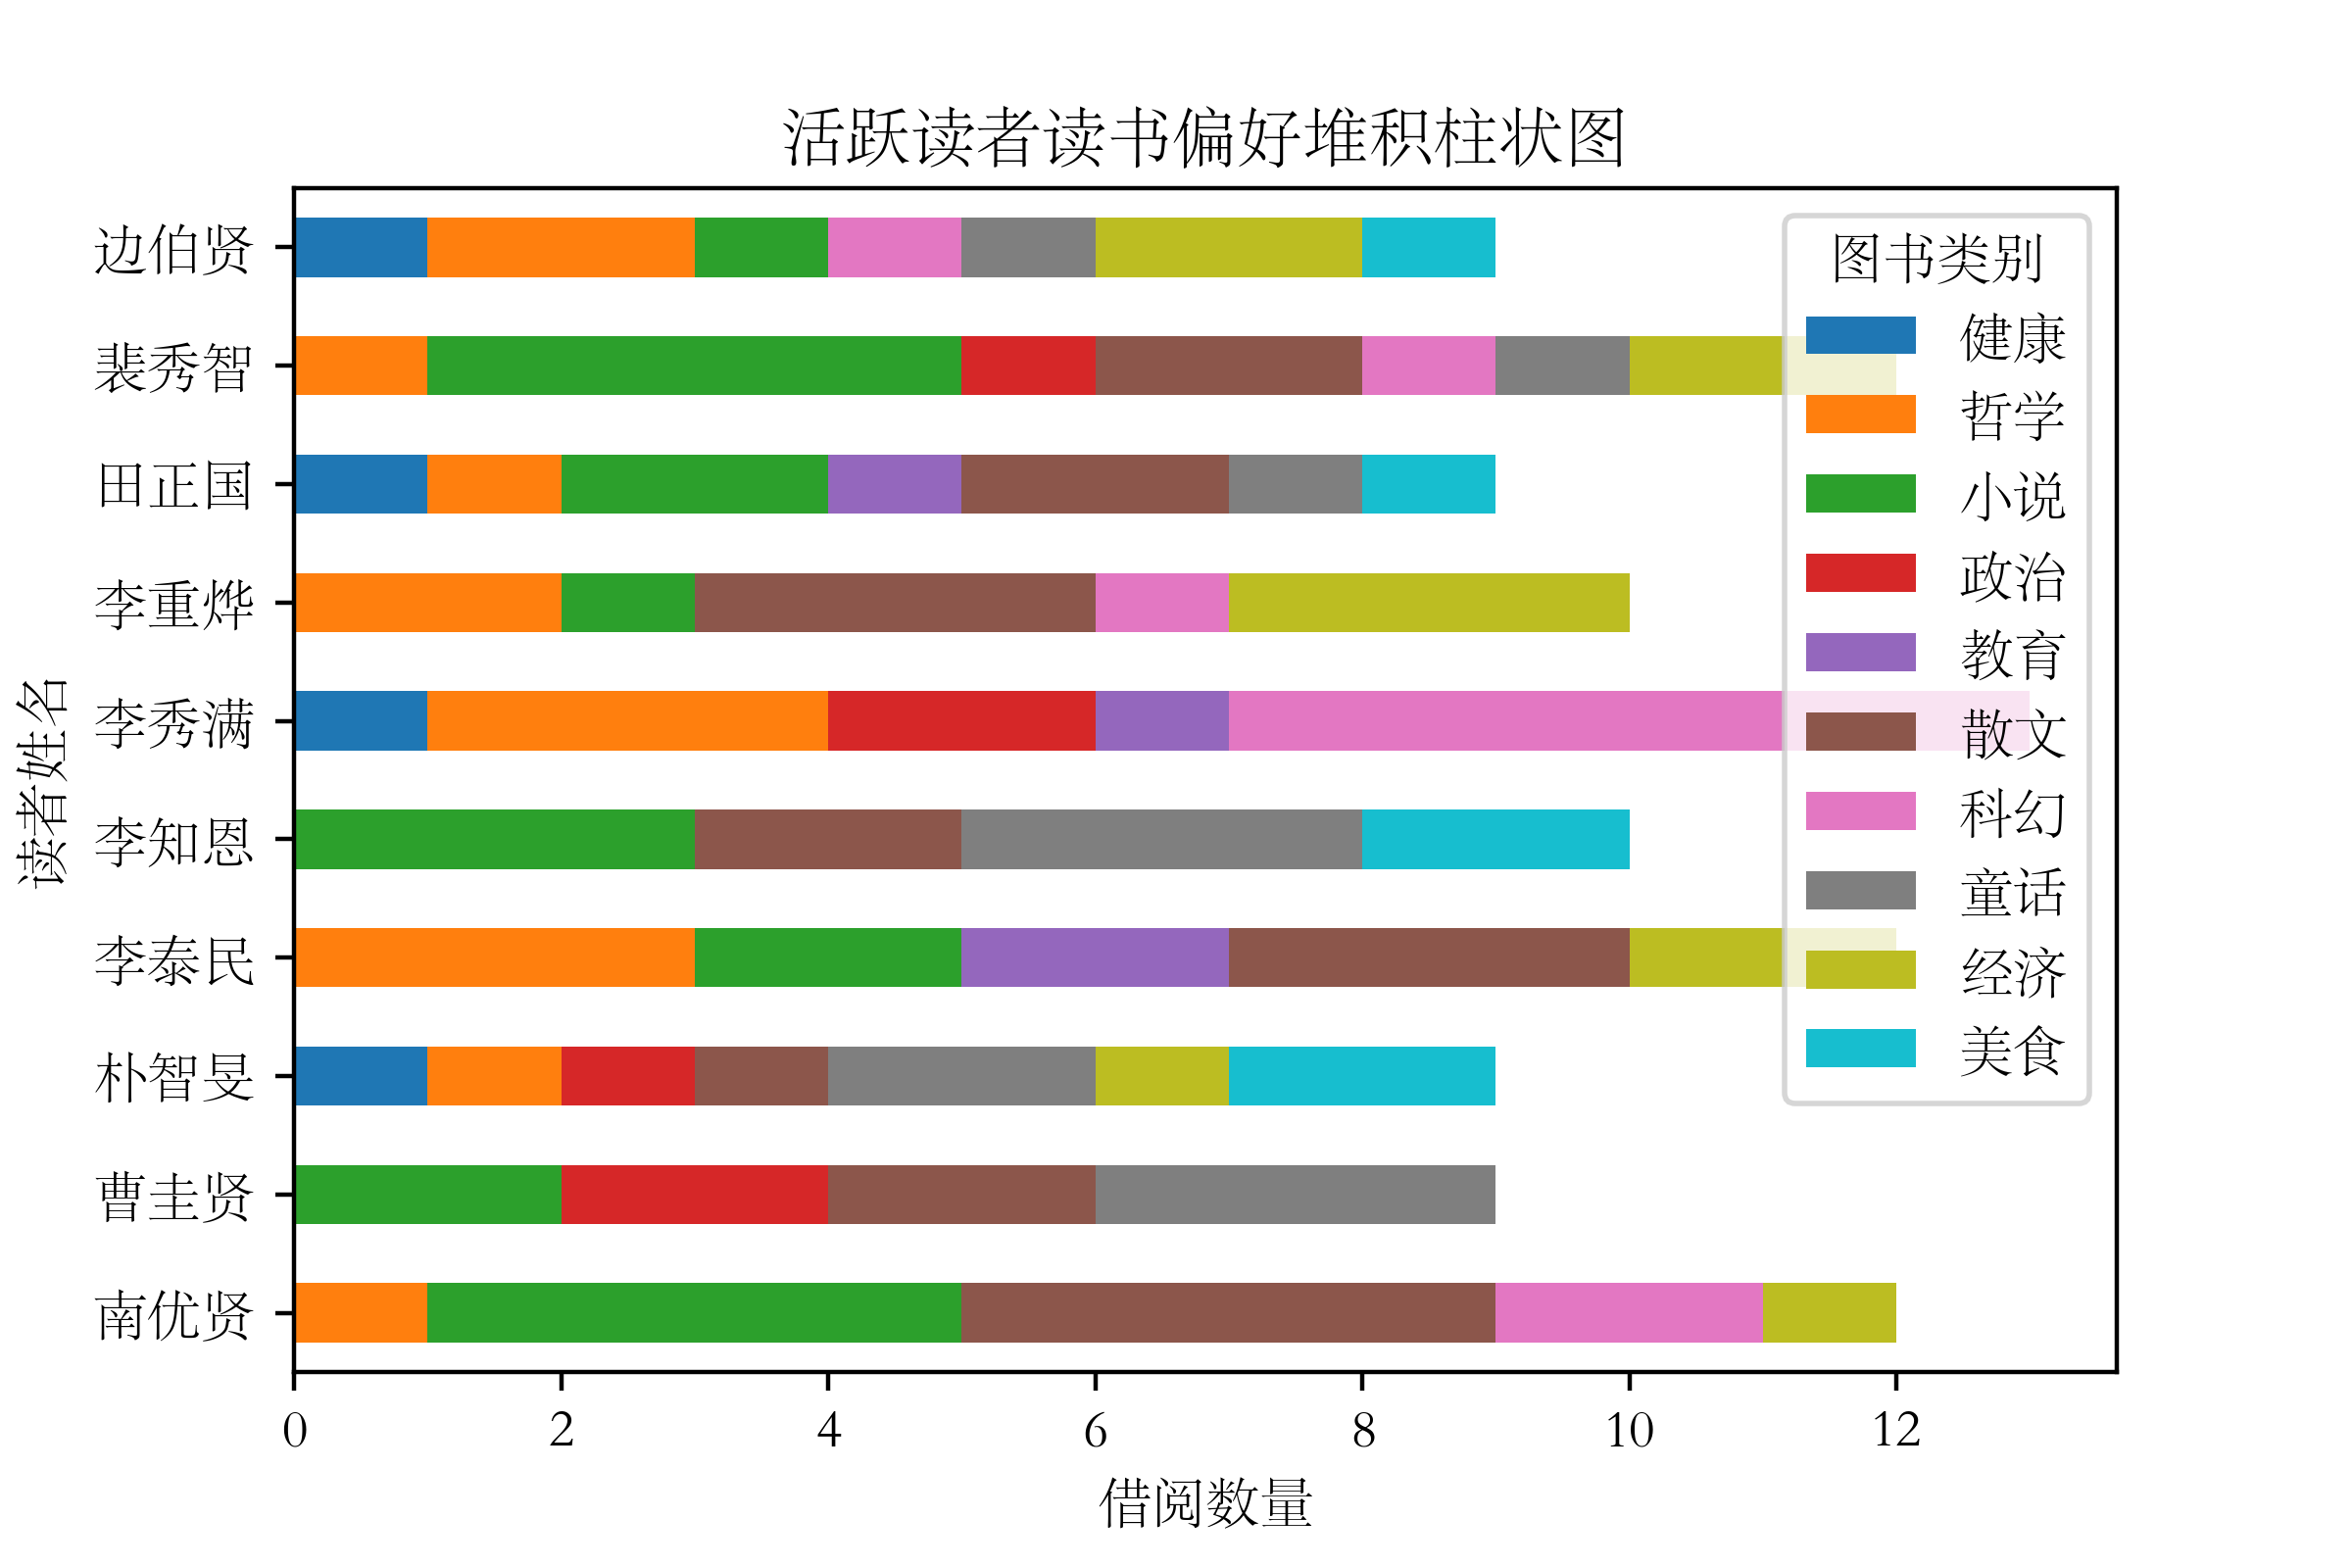 活跃读者读书偏好堆积柱状图
图书类别
健康
哲学
小说
政治
教育
散文
科幻
童话
经济
美食
读者姓名
边伯贤
裴秀智
田正国
李重烨
李秀满
李知恩
李泰民
朴智旻
曹圭贤
南优贤
0 2 4 6 8 10 12
借阅数量